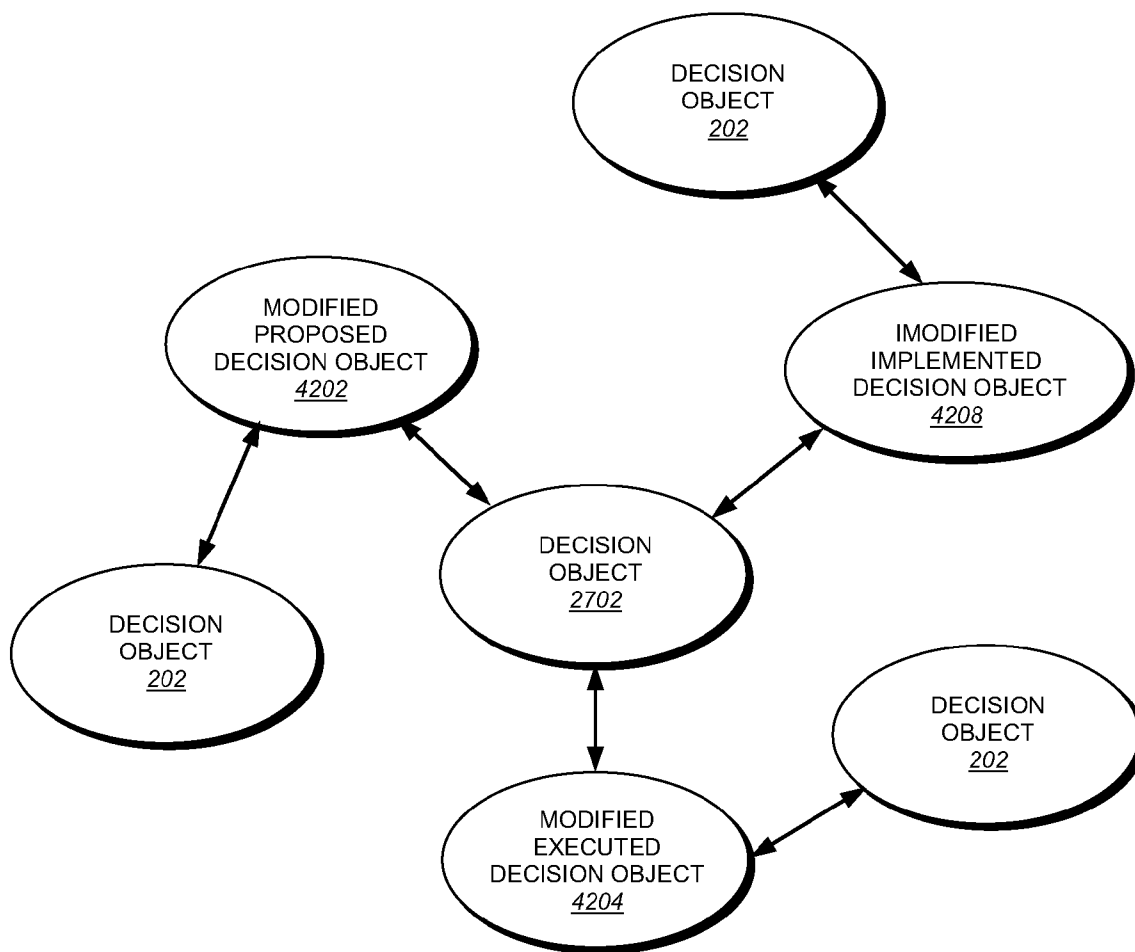 DECISION
OBJECT
202
MODIFIED
PROPOSED
DECISION OBJECT
4202
IMODIFIED
IMPLEMENTED
DECISION OBJECT
4208
DECISION
OBJECT
2702
DECISION
OBJECT
202
DECISION
OBJECT
202
MODIFIED
EXECUTED
DECISION OBJECT
4204